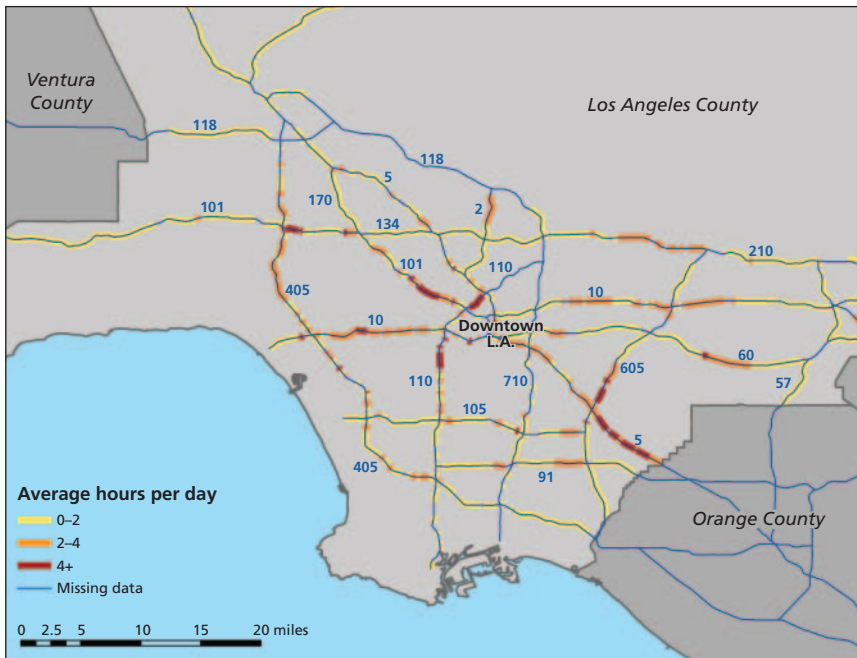 Ventura
County
Los Angeles County
118
118
5
170
2
101
134
210
101
110
405
10
10
Downtown
L.A.
605
60
110
710
57
105
5
405
91
Orange County
Average hours per day
0–2
2–4
4+
Missing data
0 2.5 5 10 15 20 miles